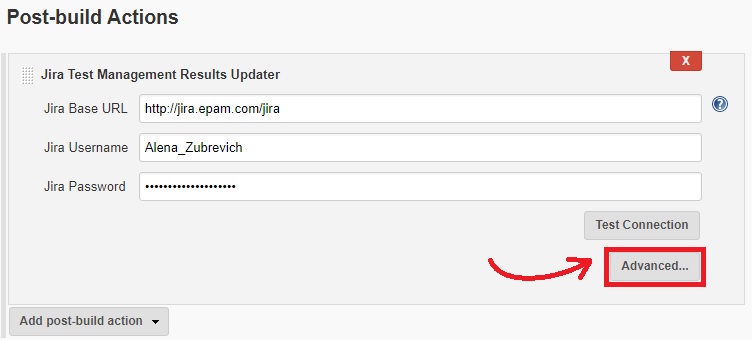 Post-build Actions
X
Jira Test Management Results Updater
Jira Base URL http://jira.epam.com/jira ?
Jira Username Alena_Zubrevich
Jira Password ••••••••••••••••••••
Test Connection
Advanced...
Add post-build action